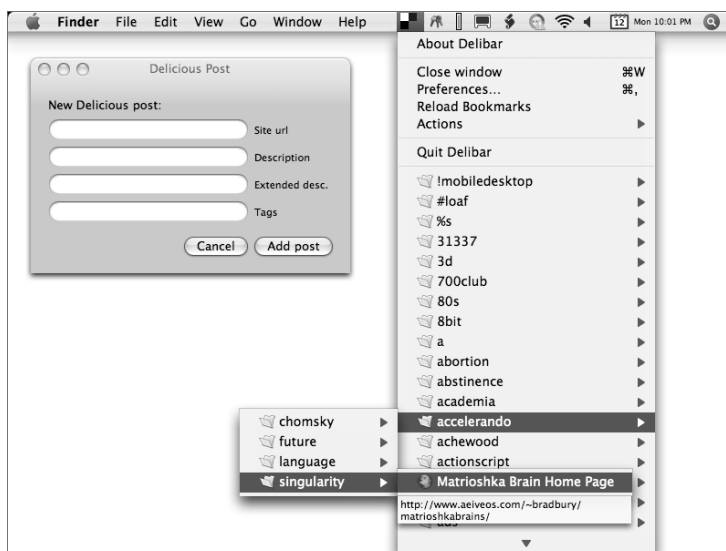 Finder File Edit View Go Window Help
12 Mon 10:01 PM
Delicious Post
New Delicious post:
Site url
Description
Extended desc.
Tags
Cancel Add post
About Delibar
Close window ⌘W
Preferences... ⌘,
Reload Bookmarks
Actions
Quit Delibar
!mobiledesktop
#loaf
%s
31337
3d
700club
80s
8bit
a
abortion
abstinence
academia
accelerando
achewood
actionscript
chomsky
future
language
singularity
Matrioshka Brain Home Page
http://www.aeiveos.com/~bradbury/
matrioshkabrains/